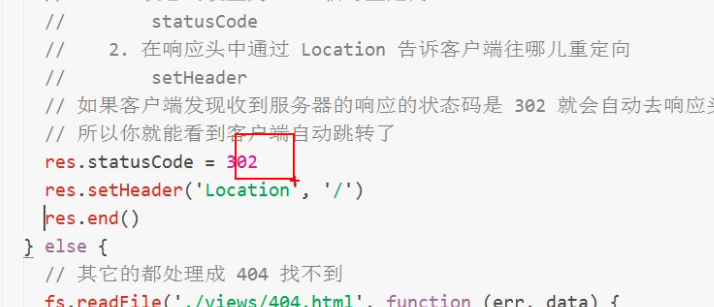 //        statusCode
//    2. 在响应头中通过 Location 告诉客户端往哪儿重定向
//        setHeader
// 如果客户端发现收到服务器的响应的状态码是 302 就会自动去响应头
// 所以你就能看到客户端自动跳转了
res.statusCode = 302
res.setHeader('Location', '/')
res.end()
} else {
// 其它的都处理成 404 找不到
fs.readFile('./views/404.html', function (err, data) {